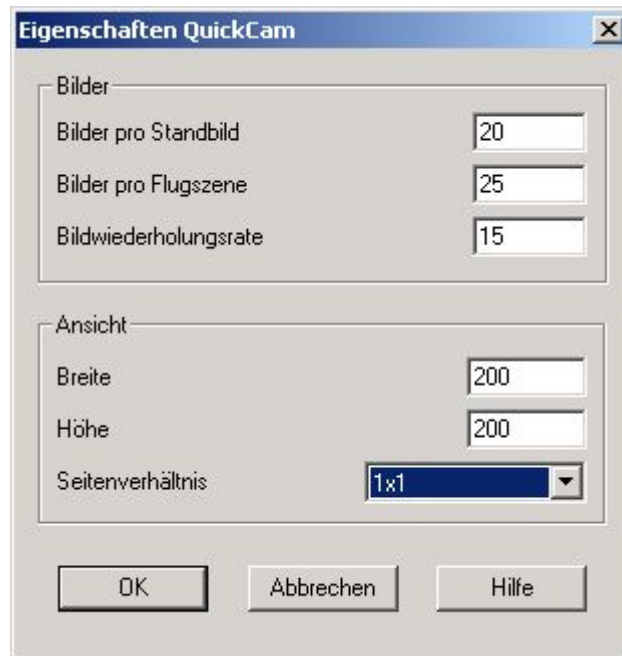 Eigenschaften QuickCam
Bilder
Bilder pro Standbild 20
Bilder pro Flugszene 25
Bildwiederholungsrate 15
Ansicht
Breite 200
Höhe 200
Seitenverhältnis 1x1
OK Abbrechen Hilfe